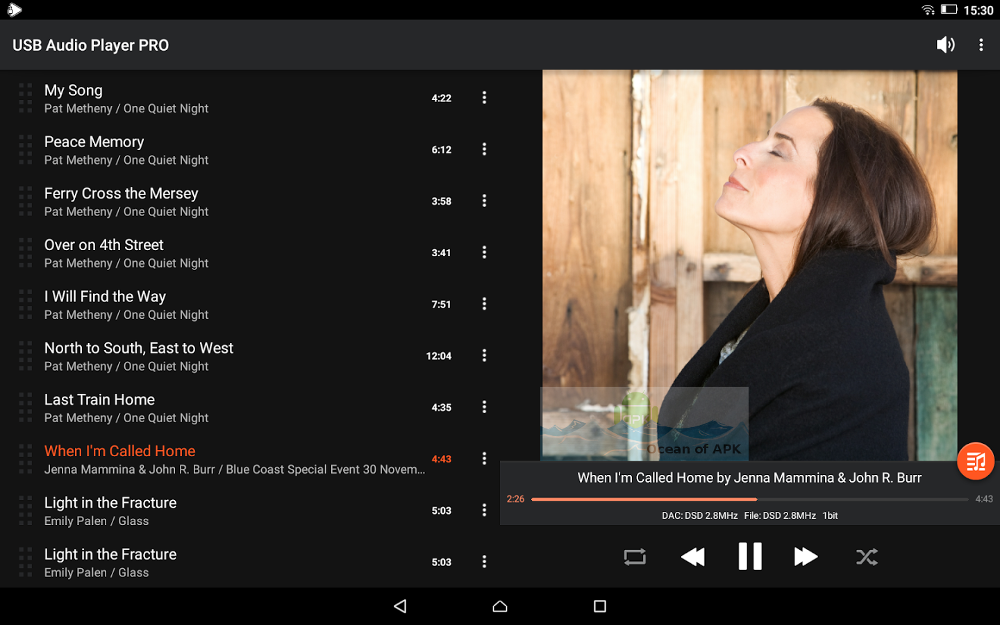 15:30
USB Audio Player PRO
My Song
Pat Metheny / One Quiet Night
4:22
Peace Memory
Pat Metheny / One Quiet Night
6:12
Ferry Cross the Mersey
Pat Metheny / One Quiet Night
3:58
Over on 4th Street
Pat Metheny / One Quiet Night
3:41
I Will Find the Way
Pat Metheny / One Quiet Night
7:51
North to South, East to West
Pat Metheny / One Quiet Night
12:04
Last Train Home
Pat Metheny / One Quiet Night
4:35
When I'm Called Home
Jenna Mammina & John R. Burr / Blue Coast Special Event 30 Novem...
4:43
Light in the Fracture
Emily Palen / Glass
5:03
Light in the Fracture
Emily Palen / Glass
5:03
Ocean of APK
When I'm Called Home by Jenna Mammina & John R. Burr
2:26
4:43
DAC: DSD 2.8MHz File: DSD 2.8MHz 1bit